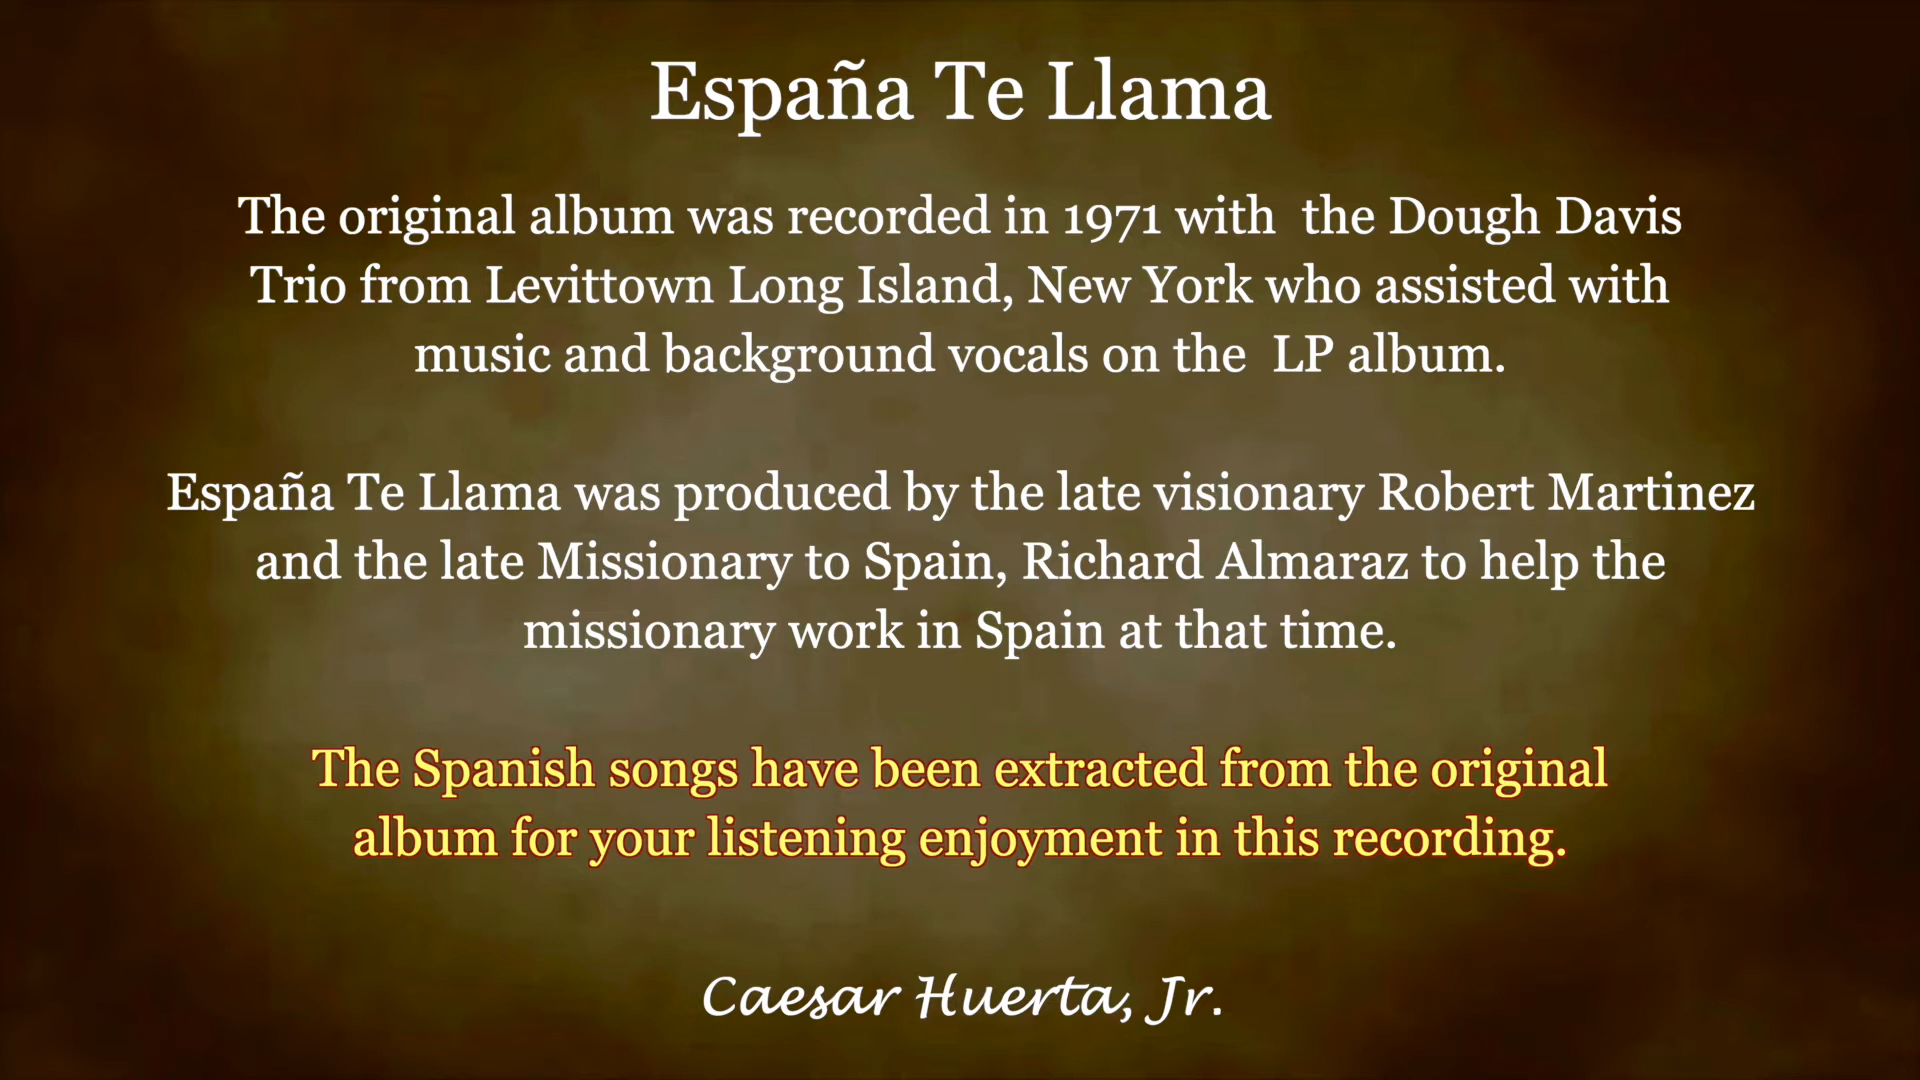 España Te Llama
The original album was recorded in 1971 with  the Dough Davis
Trio from Levittown Long Island, New York who assisted with
music and background vocals on the  LP album.
España Te Llama was produced by the late visionary Robert Martinez
and the late Missionary to Spain, Richard Almaraz to help the
missionary work in Spain at that time.
The Spanish songs have been extracted from the original
album for your listening enjoyment in this recording.
Caesar Huerta, Jr.